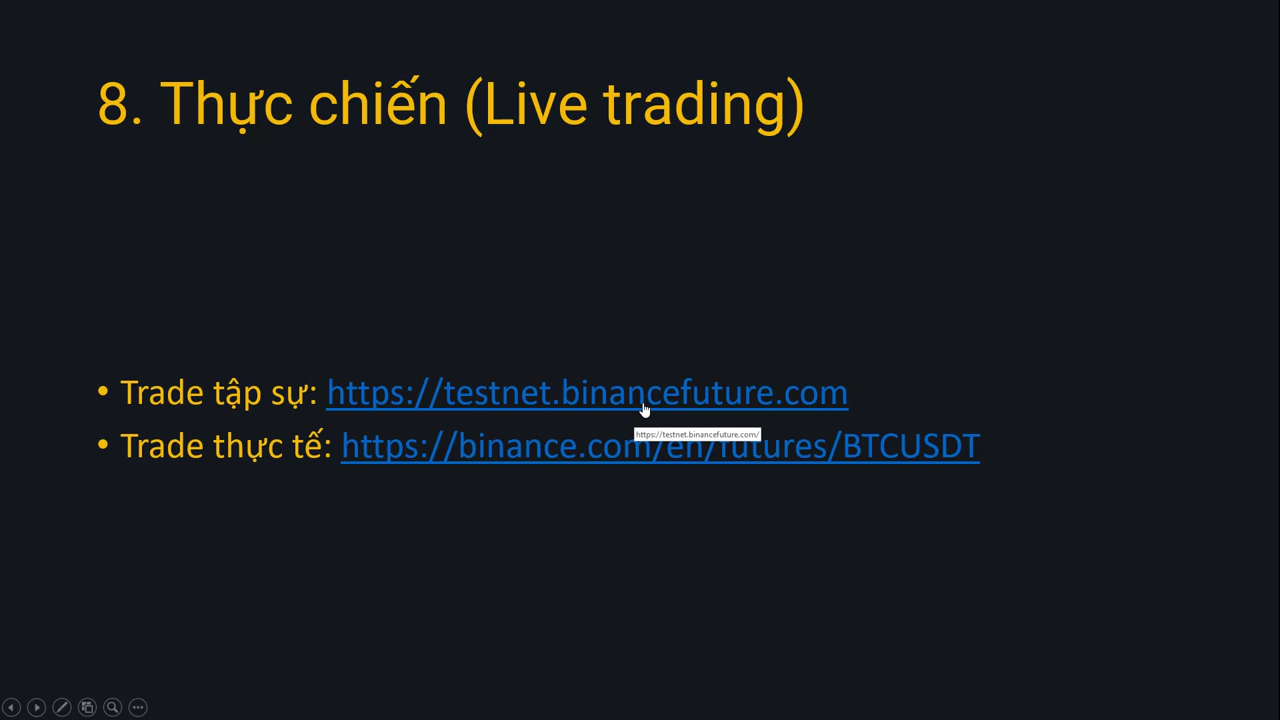 8. Thực chiến (Live trading)
• Trade tập sự: https://testnet.binancefuture.com
https://testnet.binancefuture.com/
• Trade thực tế: https://binance.com/en/futures/BTCUSDT